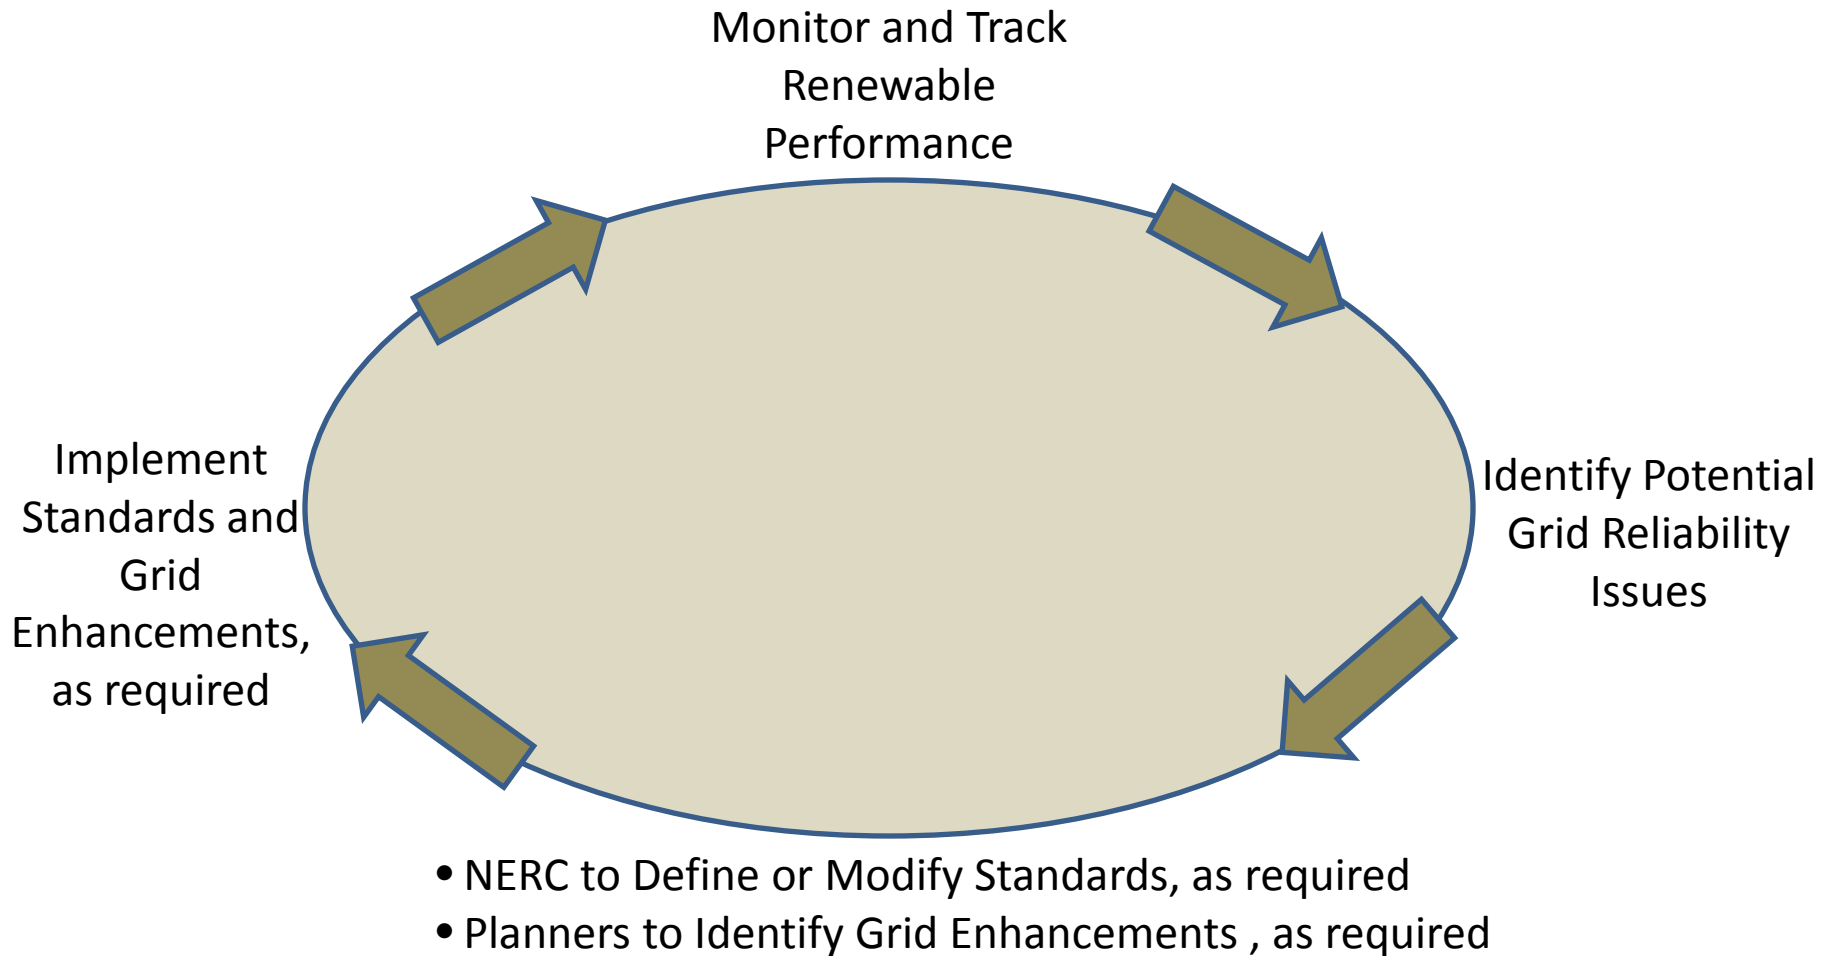 Monitor and Track
Renewable
Performance
Identify Potential
Grid Reliability
Issues
Implement
Standards and
Grid
Enhancements,
as required
• NERC to Define or Modify Standards, as required
• Planners to Identify Grid Enhancements , as required